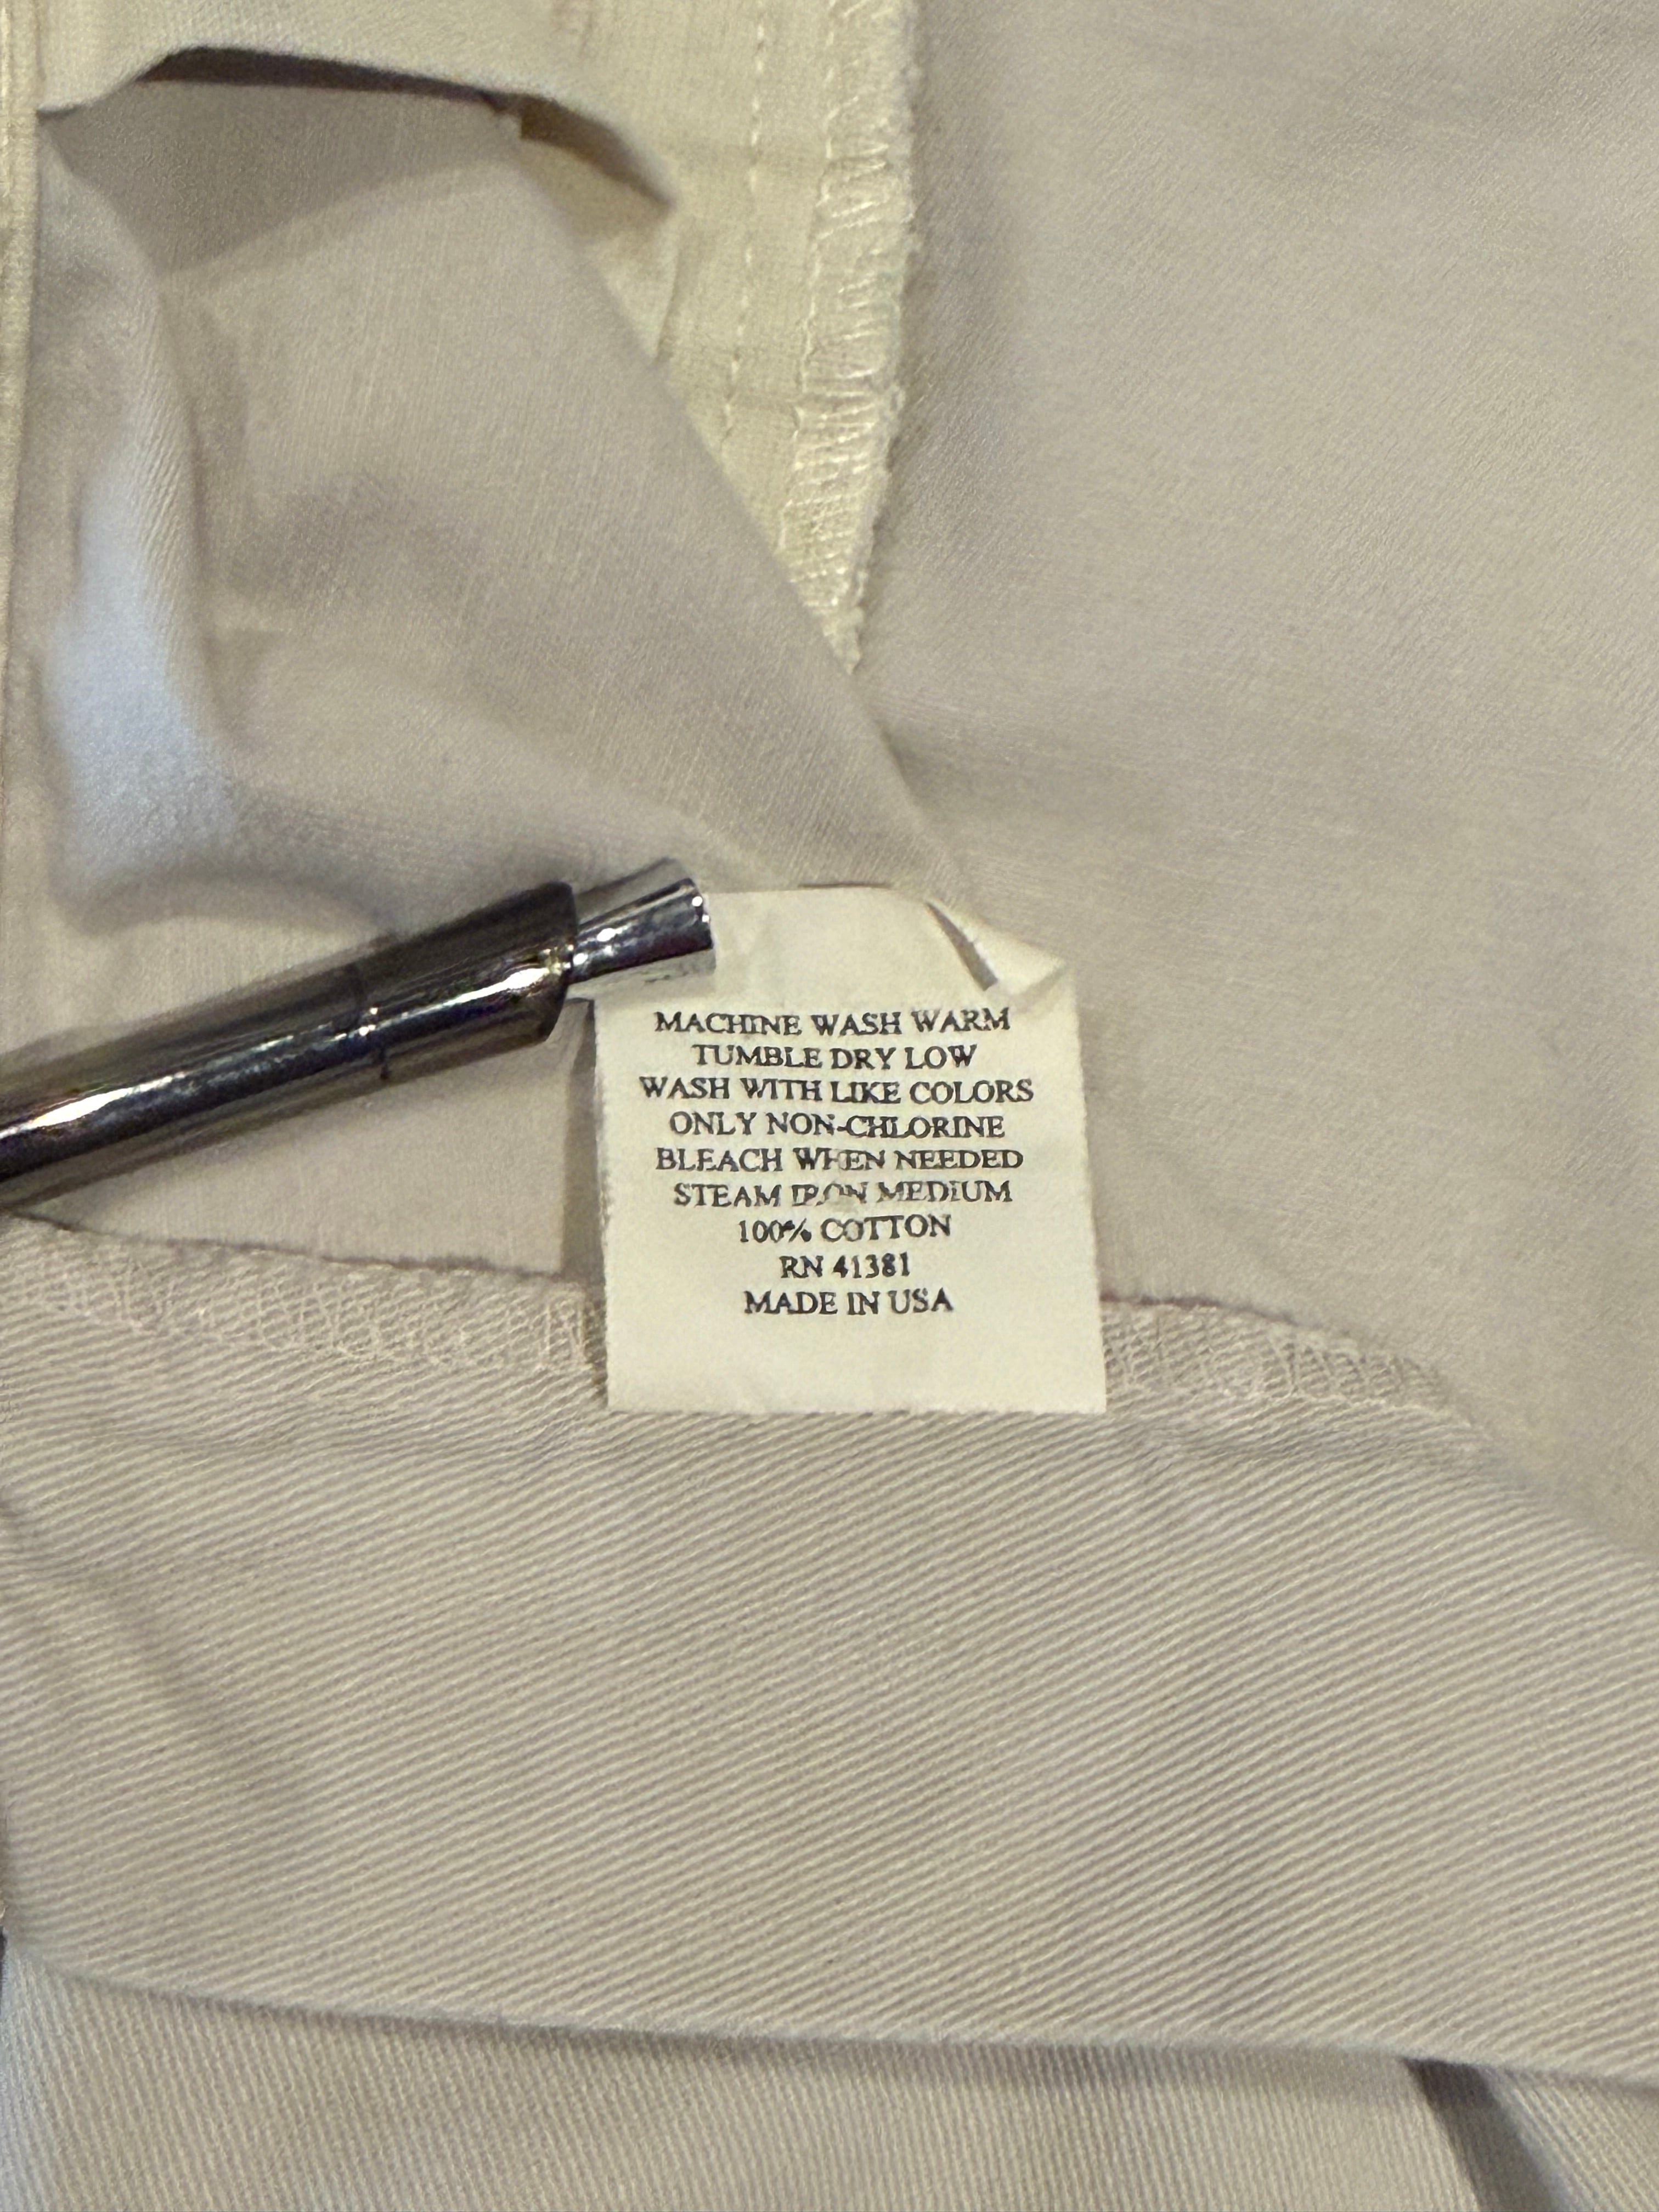 MACHINE WASH WARM
TUMBLE DRY LOW
WASH WITH LIKE COLORS
ONLY NON-CHLORINE
BLEACH WHEN NEEDED
STEAM IRON MEDIUM
100% COTTON
RN 41381
MADE IN USA